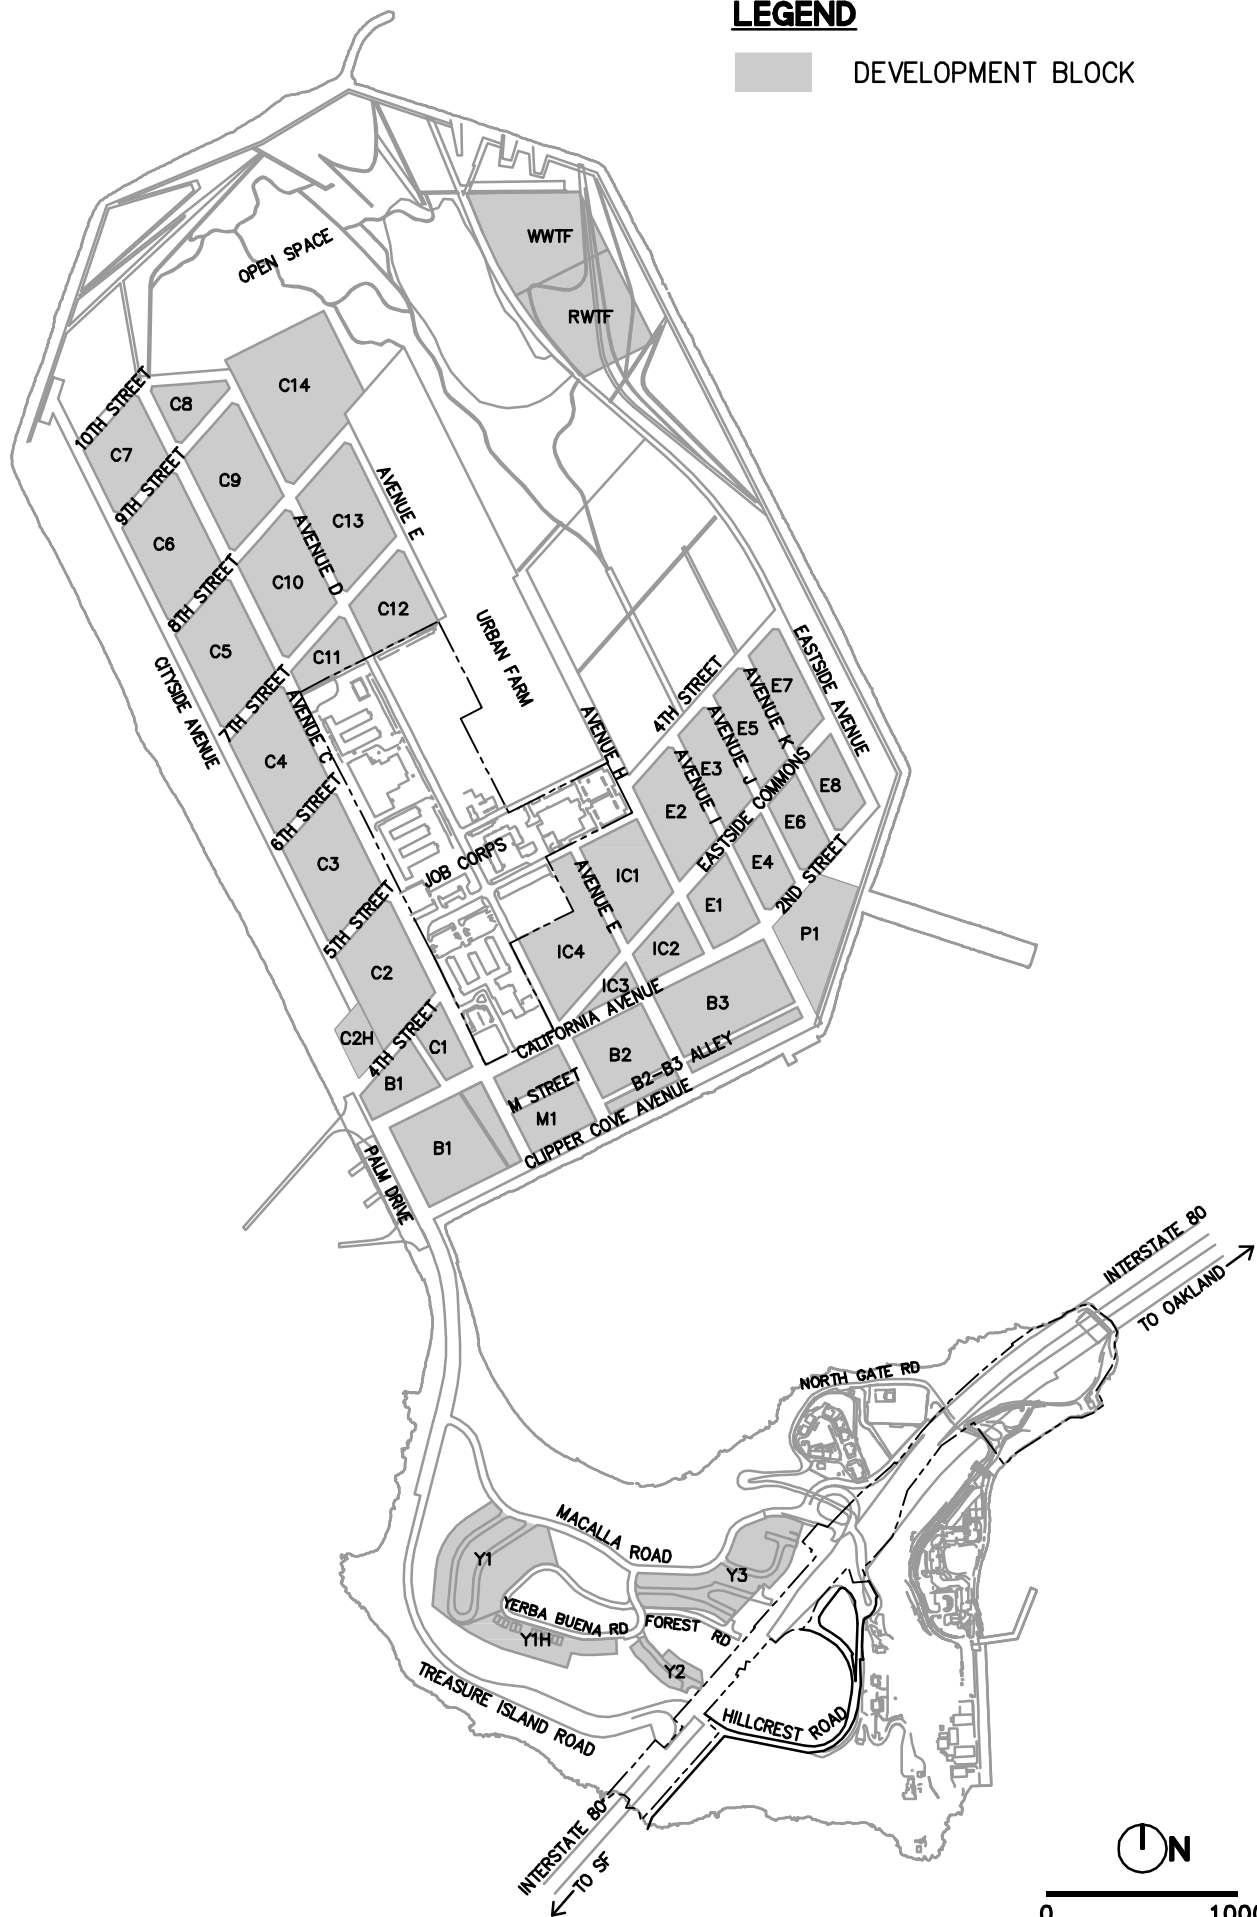 LEGEND
DEVELOPMENT BLOCK
WWTF
OPEN SPACE
RWTF
C14
10TH STREET
C8
C7
9TH STREET
C9
AVENUE E
C13
C6
AVENUE D
8TH STREET
C10
C12
C5
C11
URBAN FARM
CITYSIDE AVENUE
7TH STREET
AVENUE C
4TH STREET
EASTSIDE AVENUE
E7
AVENUE K
E5
AVENUE J
AVENUE H
C4
E3
AVENUE I
E8
6TH STREET
E2
EASTSIDE COMMONS
E6
C3
JOB CORPS
E4
2ND STREET
IC1
AVENUE E
E1
5TH STREET
P1
IC4
IC2
C2
IC3
B3
CALIFORNIA AVENUE
C2H
4TH STREET
C1
B2
B2-B3 ALLEY
B1
M STREET
M1
CLIPPER COVE AVENUE
B1
PALM DRIVE
INTERSTATE 80
TO OAKLAND
NORTH GATE RD
MACALLA ROAD
Y1
Y3
YERBA BUENA RD
FOREST RD
Y1H
Y2
TREASURE ISLAND ROAD
HILLCREST ROAD
INTERSTATE 80
TO SF
N
0